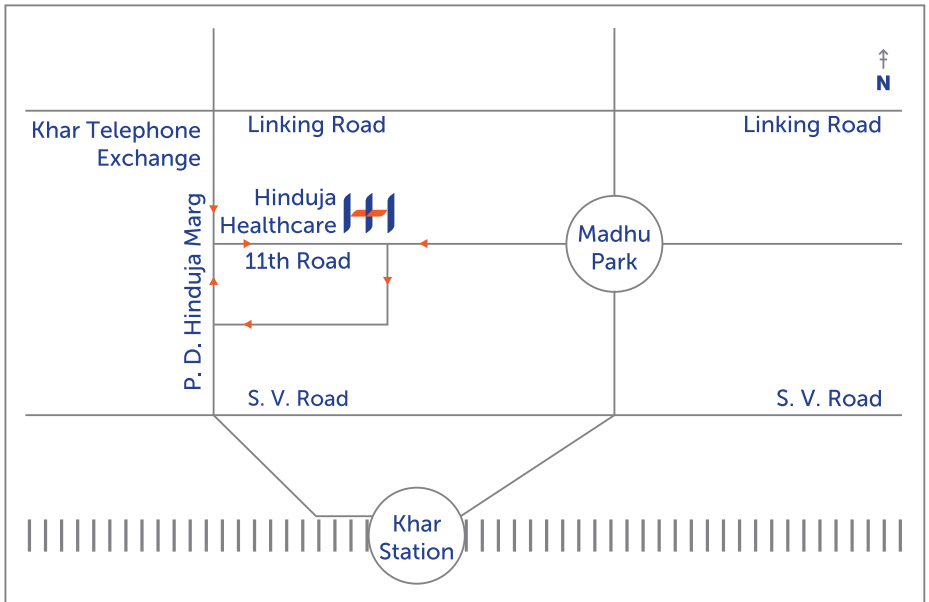 N
Linking Road
Linking Road
Khar Telephone
Exchange
Hinduja
Healthcare
P. D. Hinduja Marg
11th Road
Madhu
Park
S. V. Road
S. V. Road
Khar
Station